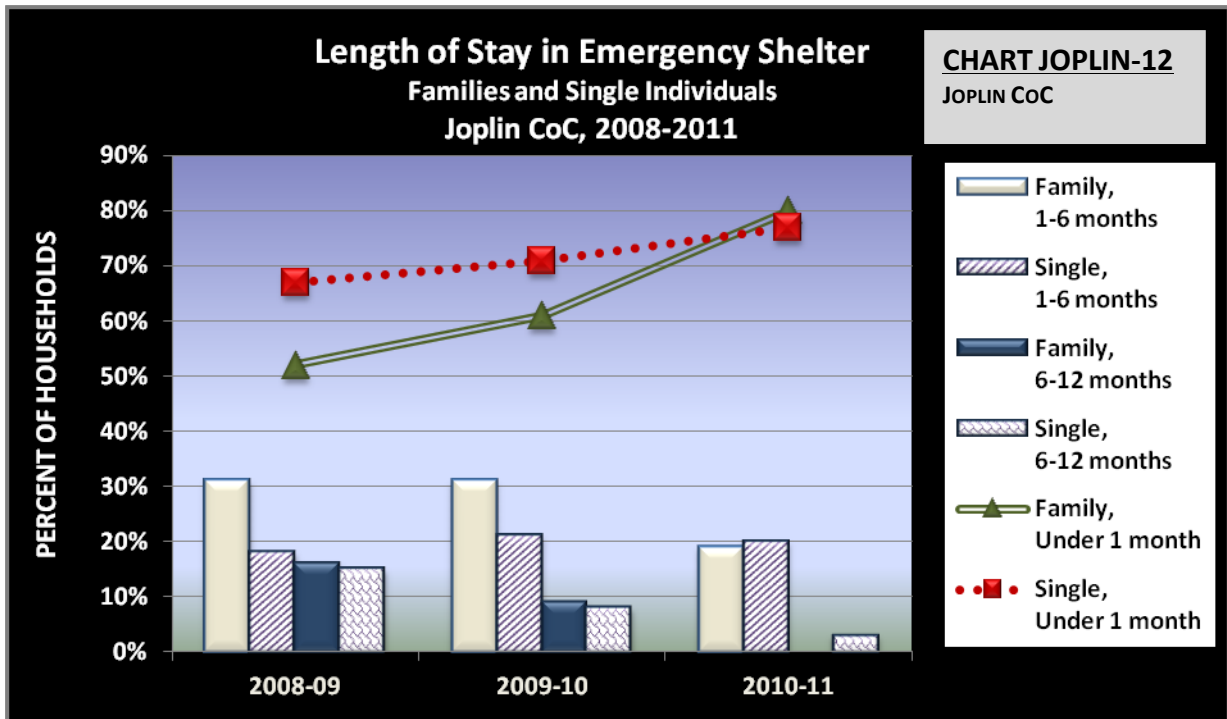 Length of Stay in Emergency Shelter
Families and Single Individuals
Joplin CoC, 2008-2011
CHART JOPLIN-12
JOPLIN COC
PERCENT OF HOUSEHOLDS
90%
80%
70%
60%
50%
40%
30%
20%
10%
0%
2008-09
2009-10
2010-11
Family,
1-6 months
Single,
1-6 months
Family,
6-12 months
Single,
6-12 months
Family,
Under 1 month
Single,
Under 1 month